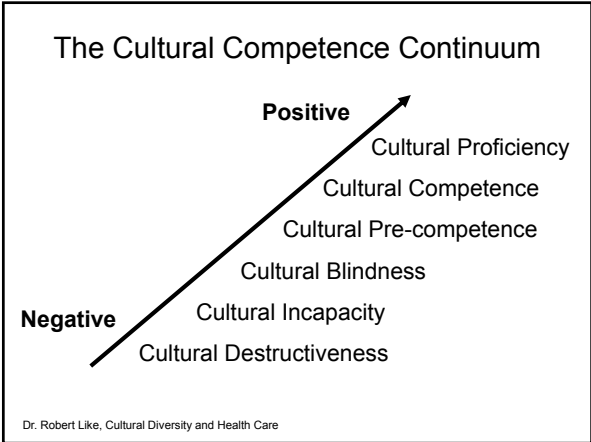 The Cultural Competence Continuum
Positive
Cultural Proficiency
Cultural Competence
Cultural Pre-competence
Cultural Blindness
Negative
Cultural Incapacity
Cultural Destructiveness
Dr. Robert Like, Cultural Diversity and Health Care